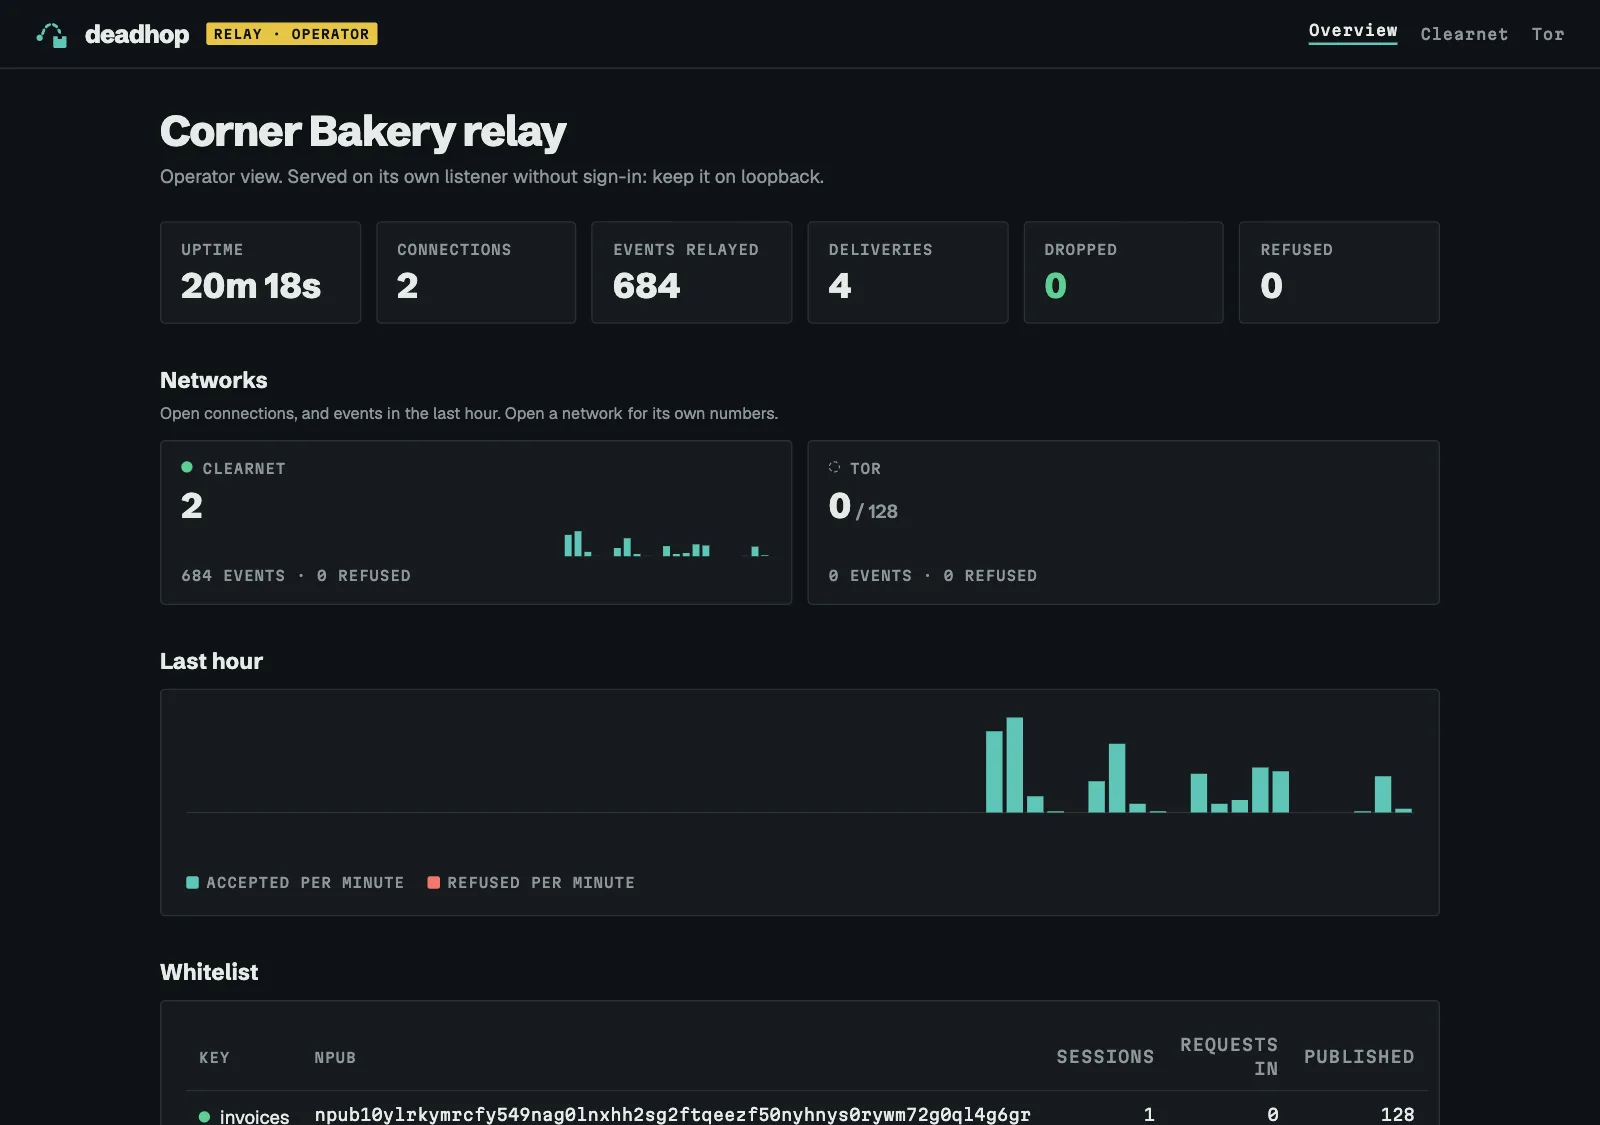 deadhop RELAY · OPERATOR Overview Clearnet Tor
Corner Bakery relay
Operator view. Served on its own listener without sign-in: keep it on loopback.
UPTIME CONNECTIONS EVENTS RELAYED DELIVERIES DROPPED REFUSED
20m 18s 2 684 4 0 0
Networks
Open connections, and events in the last hour. Open a network for its own numbers.
CLEARNET TOR
2 0 / 128
684 EVENTS · 0 REFUSED 0 EVENTS · 0 REFUSED
Last hour
ACCEPTED PER MINUTE REFUSED PER MINUTE
Whitelist
KEY NPUB SESSIONS REQUESTS IN PUBLISHED
invoices npub10ylrkymrcfy549nag0lnxhh2sg2ftqeezf50nyhnys0rywm72g0ql4g6gr 1 0 128